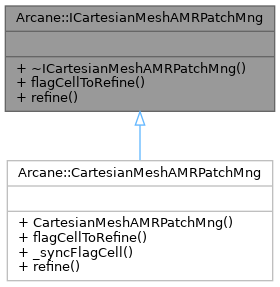 Arcane::ICartesianMeshAMRPatchMng
+ ~ICartesianMeshAMRPatchMng()
+ flagCellToRefine()
+ refine()
Arcane::CartesianMeshAMRPatchMng
+ CartesianMeshAMRPatchMng()
+ flagCellToRefine()
+ _syncFlagCell()
+ refine()